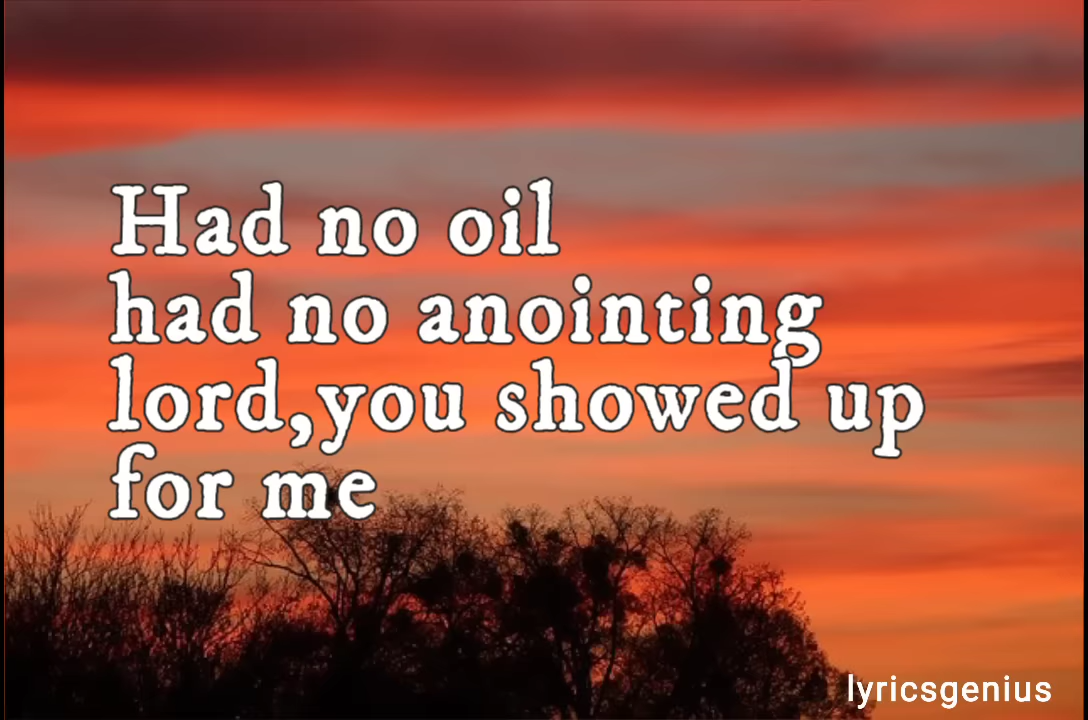 Had no oil
had no anointing
lord,you showed up
for me
lyricsgenius